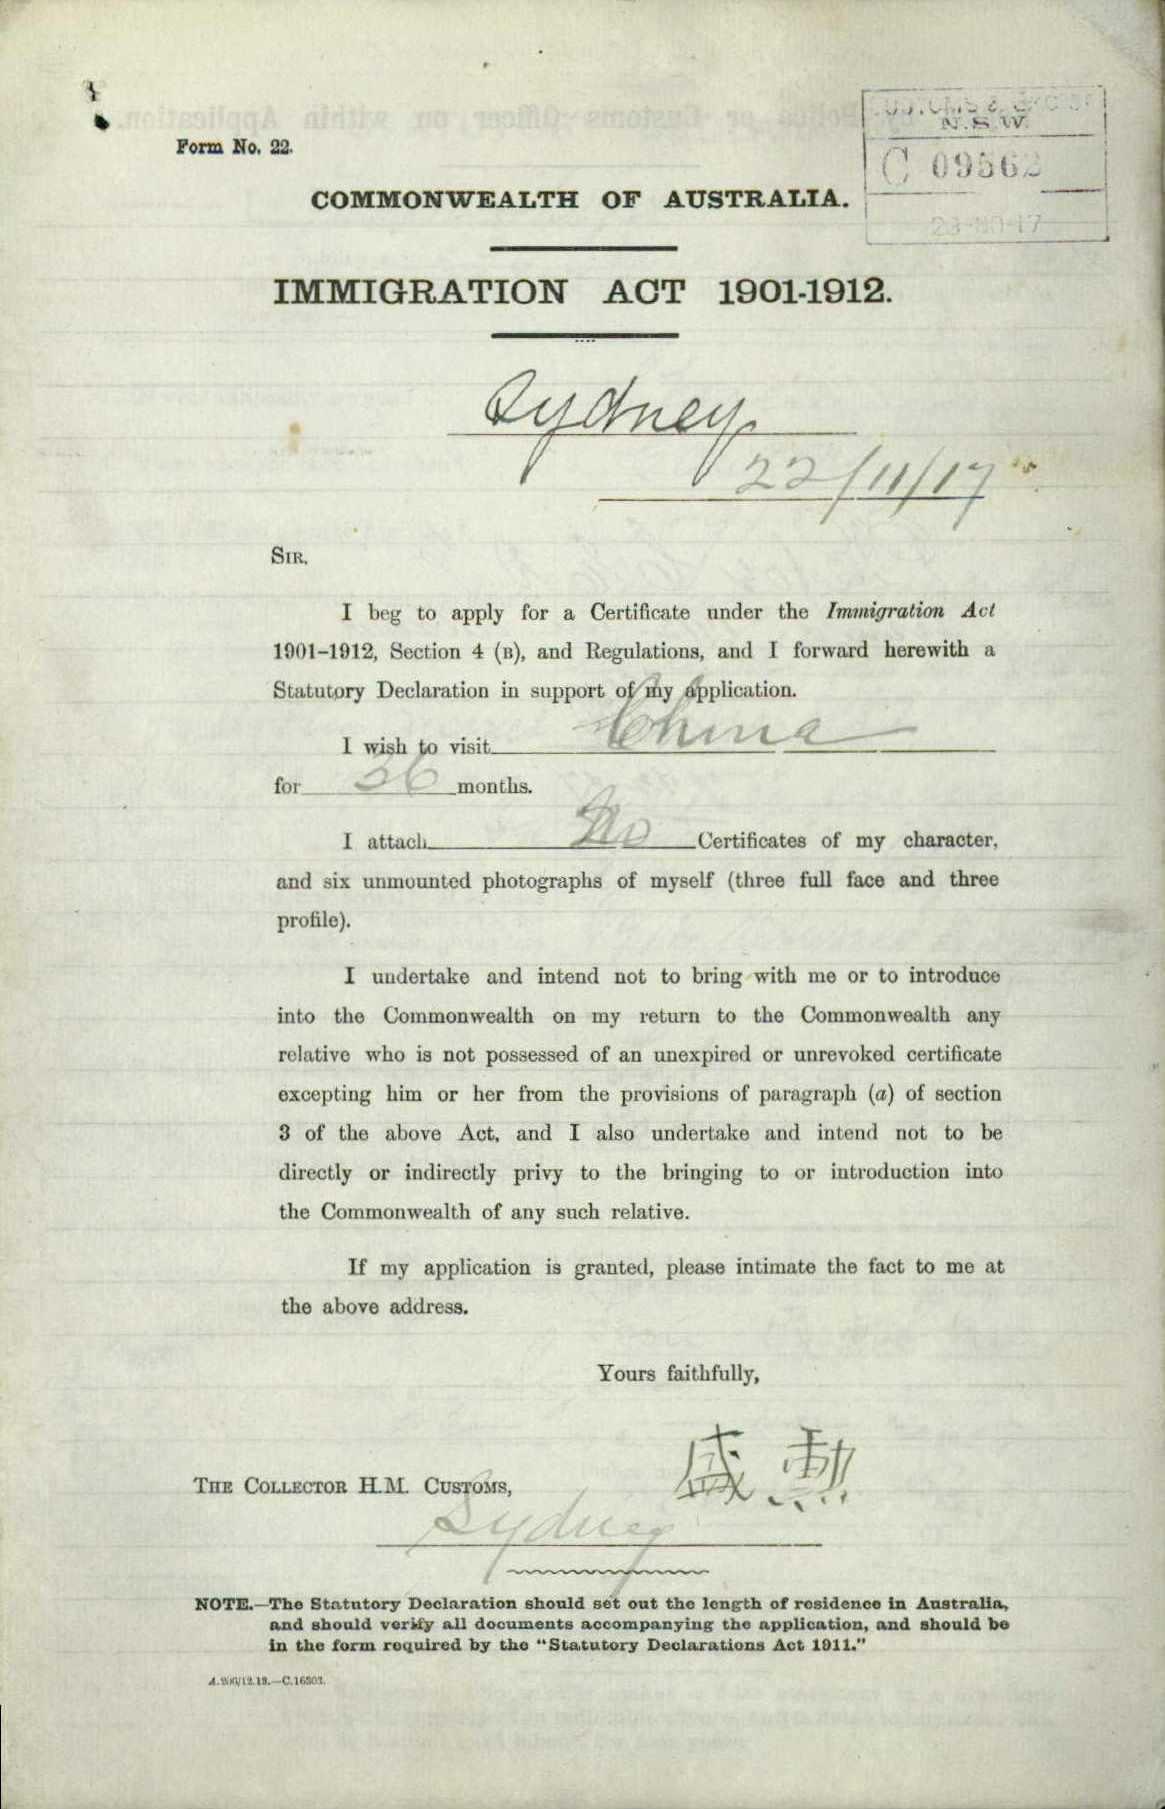 CUSTOMS & EXCISE
N.S.W.
C 09562
Form No. 22.
COMMONWEALTH OF AUSTRALIA.
IMMIGRATION ACT 1901-1912.
Sydney
22/11/17
SIR,
I beg to apply for a Certificate under the Immigration Act
1901-1912, Section 4 (B), and Regulations, and I forward herewith a
Statutory Declaration in support of my application.
I wish to visit China
for 36 months.
I attach No Certificates of my character,
and six unmounted photographs of myself (three full face and three
profile).
I undertake and intend not to bring with me or to introduce
into the Commonwealth on my return to the Commonwealth any
relative who is not possessed of an unexpired or unrevoked certificate
excepting him or her from the provisions of paragraph (a) of section
3 of the above Act, and I also undertake and intend not to be
directly or indirectly privy to the bringing to or introduction into
the Commonwealth of any such relative.
If my application is granted, please intimate the fact to me at
the above address.
Yours faithfully,
盛 勲
THE COLLECTOR H.M. CUSTOMS,
Sydney
NOTE.—The Statutory Declaration should set out the length of residence in Australia,
and should verify all documents accompanying the application, and should be
in the form required by the "Statutory Declarations Act 1911."